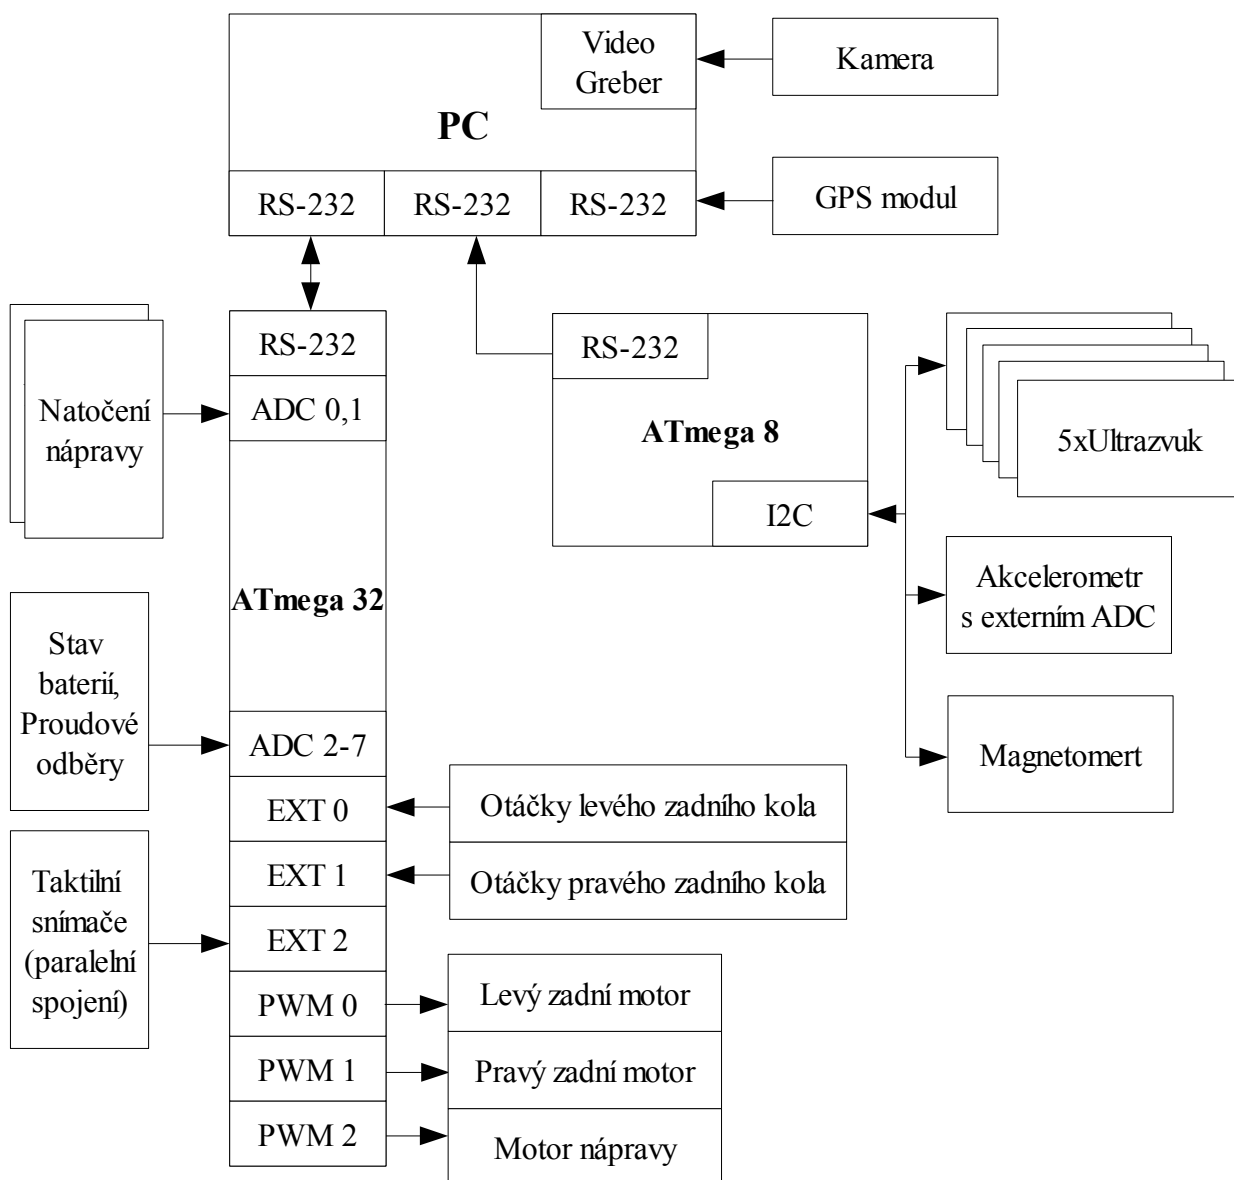 Video
Greber
Kamera
PC
RS-232
RS-232
RS-232
GPS modul
RS-232
ADC 0,1
Natočení
nápravy
RS-232
ATmega 8
I2C
5xUltrazvuk
Akcelerometr
s externím ADC
Magnetomert
ATmega 32
Stav
baterií,
Proudové
odběry
ADC 2-7
EXT 0
Otáčky levého zadního kola
EXT 1
Otáčky pravého zadního kola
Taktilní
snímače
(paralelní
spojení)
EXT 2
PWM 0
Levý zadní motor
PWM 1
Pravý zadní motor
PWM 2
Motor nápravy